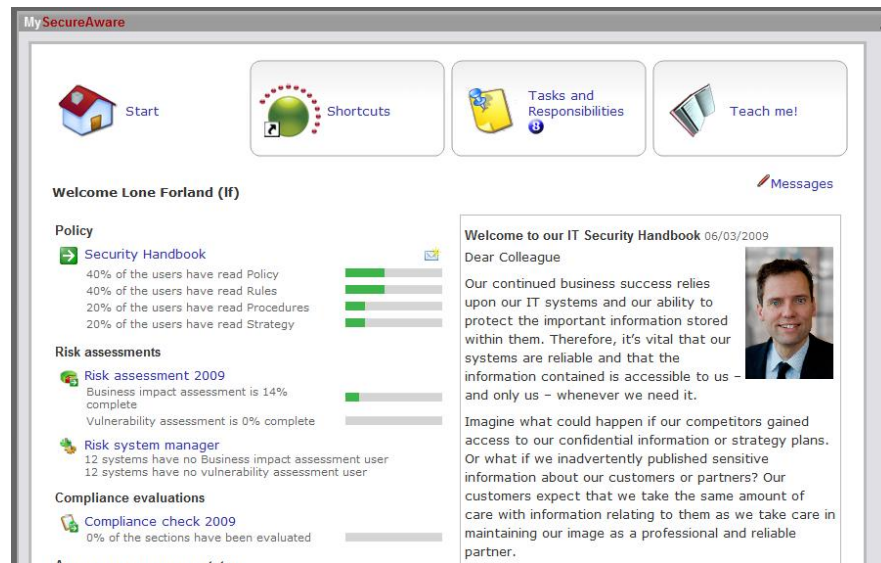 MySecureAware
Start
Shortcuts
Tasks and
Responsibilities
8
Teach me!
Welcome Lone Forland (lf)
Messages
Policy
Security Handbook
40% of the users have read Policy
40% of the users have read Rules
20% of the users have read Procedures
20% of the users have read Strategy
Risk assessments
Risk assessment 2009
Business impact assessment is 14%
complete
Vulnerability assessment is 0% complete
Risk system manager
12 systems have no Business impact assessment user
12 systems have no vulnerability assessment user
Compliance evaluations
Compliance check 2009
0% of the sections have been evaluated
Welcome to our IT Security Handbook 06/03/2009
Dear Colleague
Our continued business success relies
upon our IT systems and our ability to
protect the important information stored
within them. Therefore, it's vital that our
systems are reliable and that the
information contained is accessible to us –
and only us – whenever we need it.
Imagine what could happen if our competitors gained
access to our confidential information or strategy plans.
Or what if we inadvertently published sensitive
information about our customers or partners? Our
customers expect that we take the same amount of
care with information relating to them as we take care in
maintaining our image as a professional and reliable
partner.